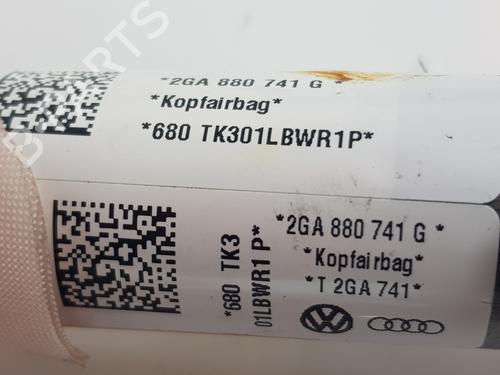 *2GA 880 741 G *
*Kopfairbag*
*680 TK301LBWR1P*
*680 TK3
01LBWR1 P*
*2GA 880 741 G *
*Kopfairbag*
*T 2GA 741*